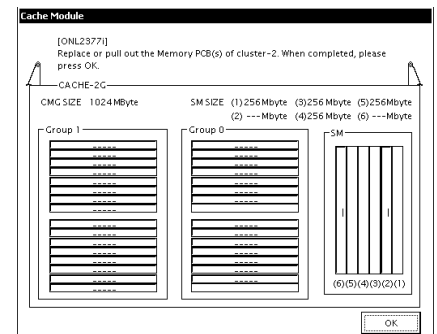 Cache Module
[ONL2377i]
Replace or pull out the Memory PCB(s) of cluster-2. When completed, please
press OK.
CACHE-2G
CMG SIZE 1024 MByte SM SIZE (1)256 Mbyte (3)256 Mbyte (5)256Mbyte
(2) ---Mbyte (4)256 Mbyte (6) ---Mbyte
Group 1 Group 0 SM
----- -----
----- -----
----- -----
----- -----
----- -----
----- -----
----- -----
----- -----
(6)(5)(4)(3)(2)(1)
OK